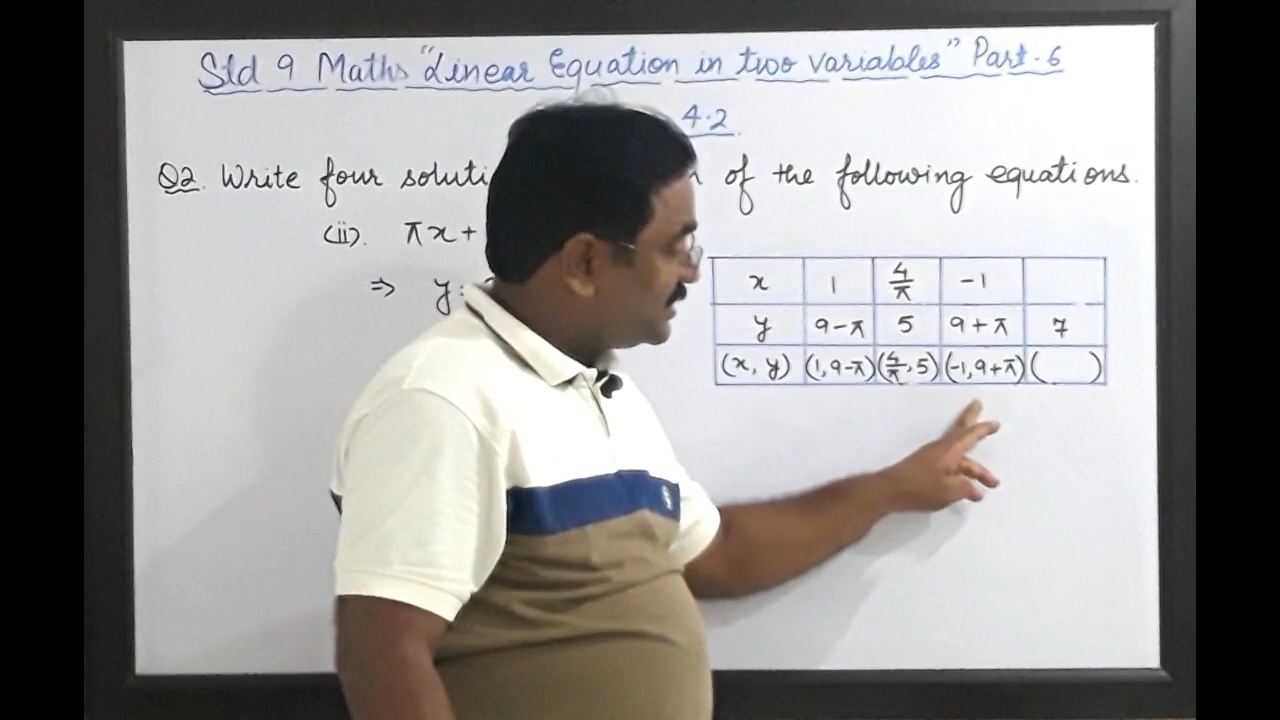 Std 9 Maths "Linear Equation in two variables" Part-6
4.2
Q2. Write four of the following equations.
(ii). πx+
⇒ y=
x 1 4/π -1
y 9-π 5 9+π 7
(x, y) (1, 9-π) (4/π, 5) (-1, 9+π) ( )